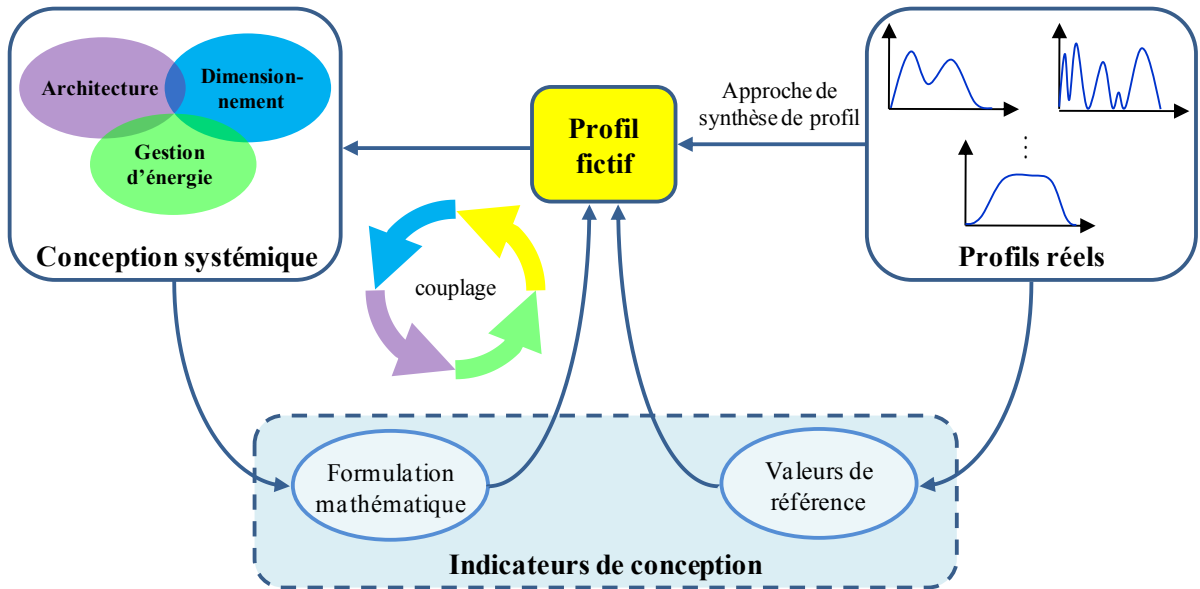 Architecture
Dimension-
nement
Gestion
d'énergie
Conception systémique
Profil
fictif
Approche de
synthèse de profil
Profils réels
couplage
Formulation
mathématique
Valeurs de
référence
Indicateurs de conception